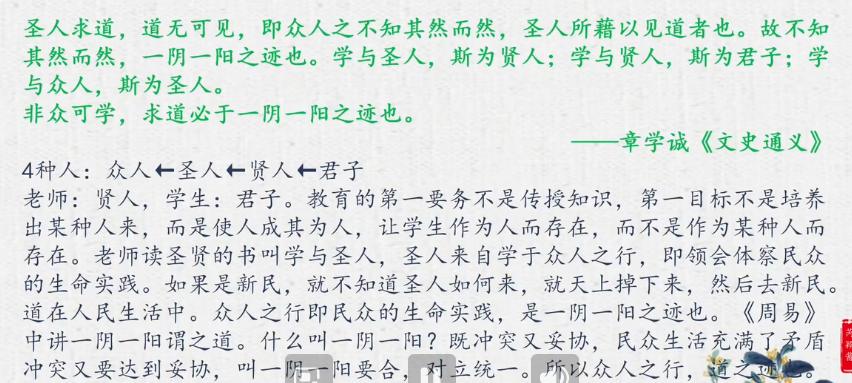 圣人求道，道无可见，即众人之不知其然而然，圣人所藉以见道者也。故不知
其然而然，一阴一阳之迹也。学与圣人，斯为贤人；学与贤人，斯为君子；学
与众人，斯为圣人。
非众可学，求道必于一阴一阳之迹也。
——章学诚《文史通义》
4种人：众人←圣人←贤人←君子
老师：贤人，学生：君子。教育的第一要务不是传授知识，第一目标不是培养
出某种人来，而是使人成其为人，让学生作为人而存在，而不是作为某种人而
存在。老师读圣贤的书叫学与圣人，圣人来自学于众人之行，即领会体察民众
的生命实践。如果是新民，就不知道圣人如何来，就天上掉下来，然后去新民。
道在人民生活中。众人之行即民众的生命实践，是一阴一阳之迹也。《周易》
中讲一阴一阳谓之道。什么叫一阴一阳？既冲突又妥协，民众生活充满了矛盾
冲突又要达到妥协，叫一阴一阳要合，对立统一。所以众人之行，道之迹也。